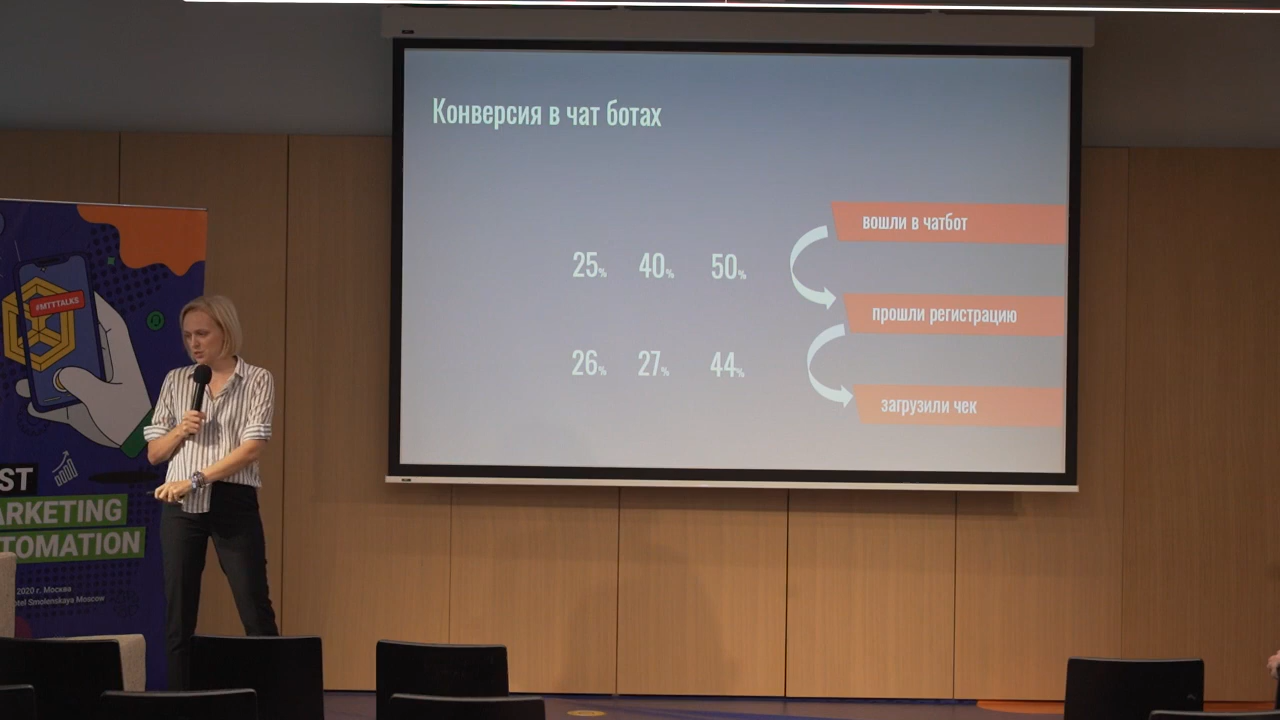 Конверсия в чат ботах
вошли в чатбот
25% 40% 50%
прошли регистрацию
26% 27% 44%
загрузили чек
#MTTTALKS
ST
ARKETING
TOMATION
2020 г. Москва
otel Smolenskaya Moscow